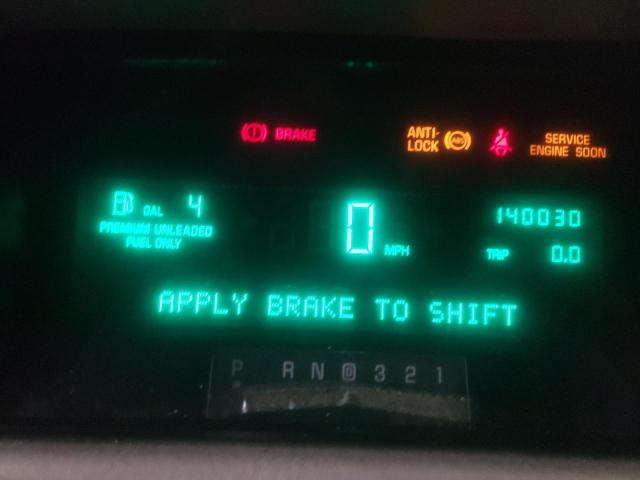 BRAKE
ANTI-
LOCK
ABS
SERVICE
ENGINE SOON
GAL 4
PREMIUM UNLEADED
FUEL ONLY
0 MPH
140030
TRIP 0.0
APPLY BRAKE TO SHIFT
P R N D 3 2 1